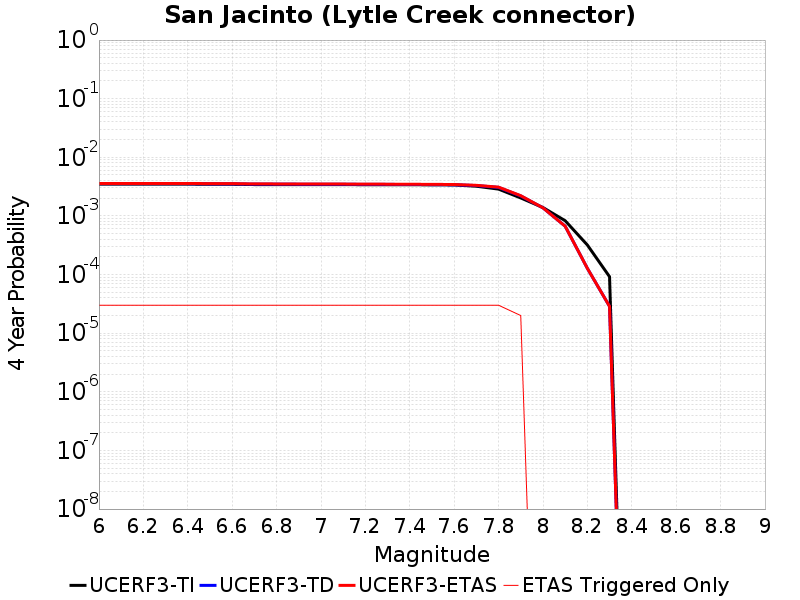 San Jacinto (Lytle Creek connector)
10^0
10^-1
10^-2
10^-3
10^-4
10^-5
10^-6
10^-7
10^-8
4 Year Probability
6 6.2 6.4 6.6 6.8 7 7.2 7.4 7.6 7.8 8 8.2 8.4 8.6 8.8 9
Magnitude
UCERF3-TI UCERF3-TD UCERF3-ETAS ETAS Triggered Only